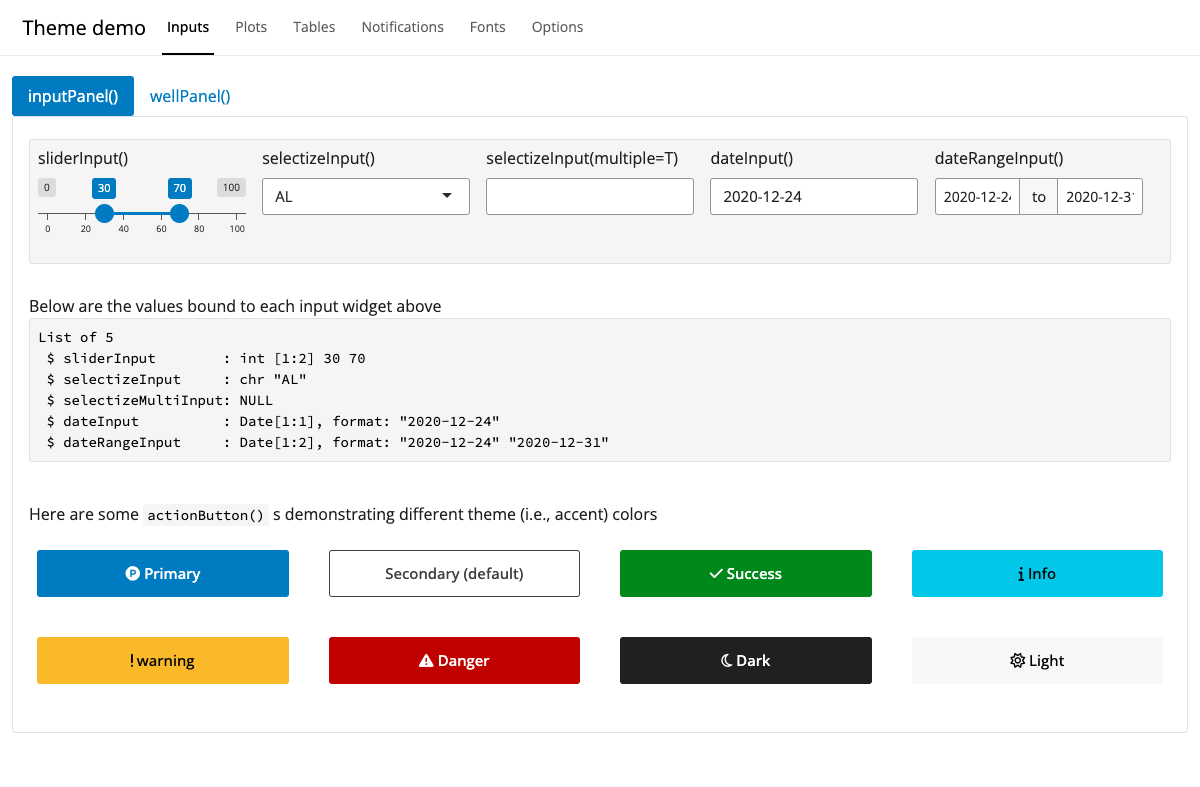 Theme demo Inputs Plots Tables Notifications Fonts Options
inputPanel() wellPanel()
sliderInput() selectizeInput() selectizeInput(multiple=T) dateInput() dateRangeInput()
0 30 70 100
AL 2020-12-24 2020-12-24 to 2020-12-31
0 20 40 60 80 100
Below are the values bound to each input widget above
List of 5
 $ sliderInput        : int [1:2] 30 70
 $ selectizeInput     : chr "AL"
 $ selectizeMultiInput: NULL
 $ dateInput          : Date[1:1], format: "2020-12-24"
 $ dateRangeInput     : Date[1:2], format: "2020-12-24" "2020-12-31"
Here are some actionButton() s demonstrating different theme (i.e., accent) colors
Primary Secondary (default) Success Info
warning Danger Dark Light